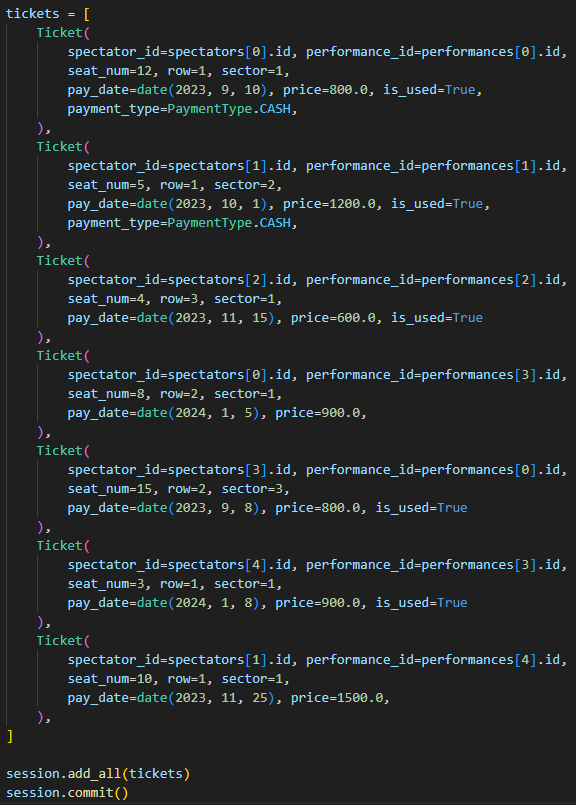 tickets = [
    Ticket(
        spectator_id=spectators[0].id, performance_id=performances[0].id,
        seat_num=12, row=1, sector=1,
        pay_date=date(2023, 9, 10), price=800.0, is_used=True,
        payment_type=PaymentType.CASH,
    ),
    Ticket(
        spectator_id=spectators[1].id, performance_id=performances[1].id,
        seat_num=5, row=1, sector=2,
        pay_date=date(2023, 10, 1), price=1200.0, is_used=True,
        payment_type=PaymentType.CASH,
    ),
    Ticket(
        spectator_id=spectators[2].id, performance_id=performances[2].id,
        seat_num=4, row=3, sector=1,
        pay_date=date(2023, 11, 15), price=600.0, is_used=True
    ),
    Ticket(
        spectator_id=spectators[0].id, performance_id=performances[3].id,
        seat_num=8, row=2, sector=1,
        pay_date=date(2024, 1, 5), price=900.0,
    ),
    Ticket(
        spectator_id=spectators[3].id, performance_id=performances[0].id,
        seat_num=15, row=2, sector=3,
        pay_date=date(2023, 9, 8), price=800.0, is_used=True
    ),
    Ticket(
        spectator_id=spectators[4].id, performance_id=performances[3].id,
        seat_num=3, row=1, sector=1,
        pay_date=date(2024, 1, 8), price=900.0, is_used=True
    ),
    Ticket(
        spectator_id=spectators[1].id, performance_id=performances[4].id,
        seat_num=10, row=1, sector=1,
        pay_date=date(2023, 11, 25), price=1500.0,
    ),
]

session.add_all(tickets)
session.commit()